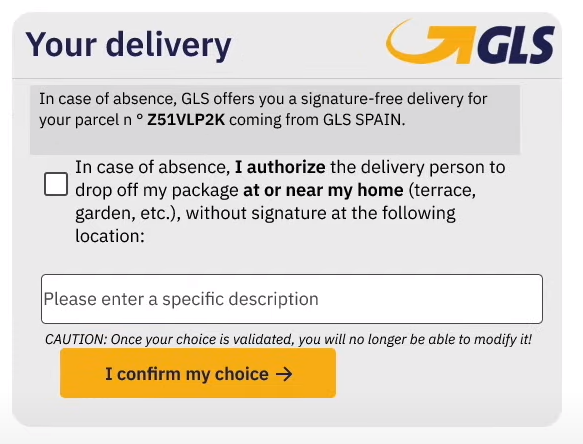 Your delivery
GLS
In case of absence, GLS offers you a signature-free delivery for
your parcel n ° Z51VLP2K coming from GLS SPAIN.
In case of absence, I authorize the delivery person to
drop off my package at or near my home (terrace,
garden, etc.), without signature at the following
location:
Please enter a specific description
CAUTION: Once your choice is validated, you will no longer be able to modify it!
I confirm my choice →